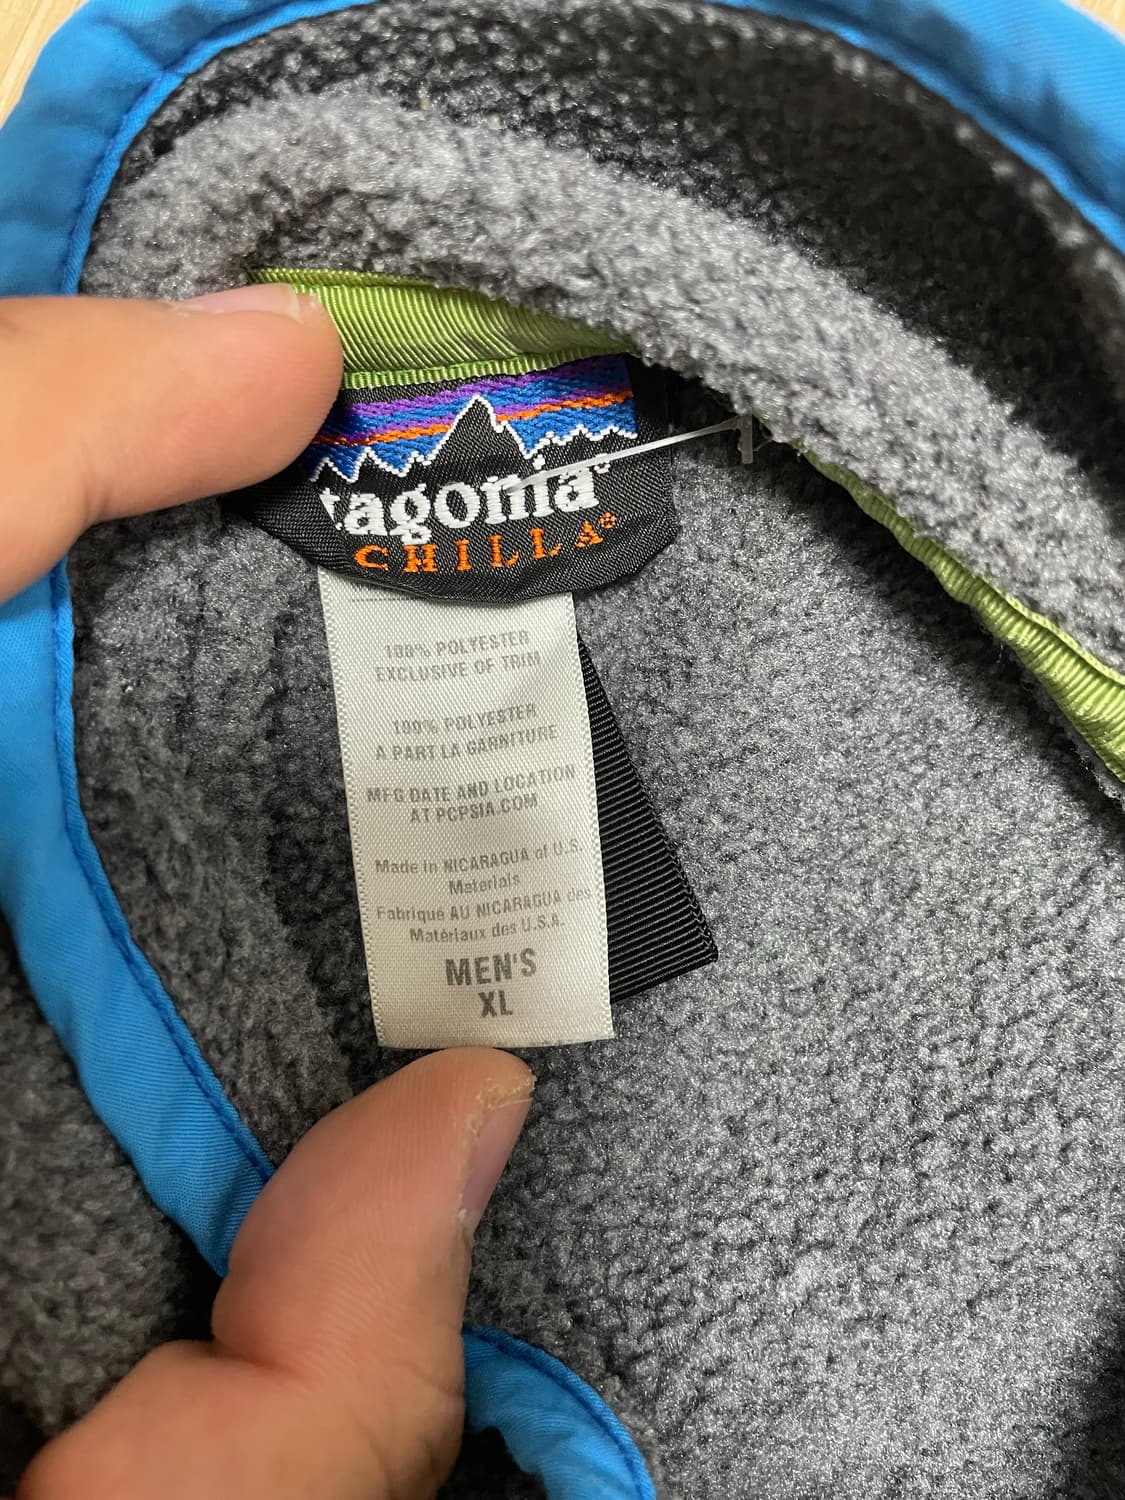 tagonia®
CHILLA®
100% POLYESTER
EXCLUSIVE OF TRIM
100% POLYESTER
A PART LA GARNITURE
MFG DATE AND LOCATION
AT PCPSIA.COM
Made in NICARAGUA of U.S.
Materials
Fabriqué AU NICARAGUA des
Matériaux des U.S.A.
MEN'S
XL